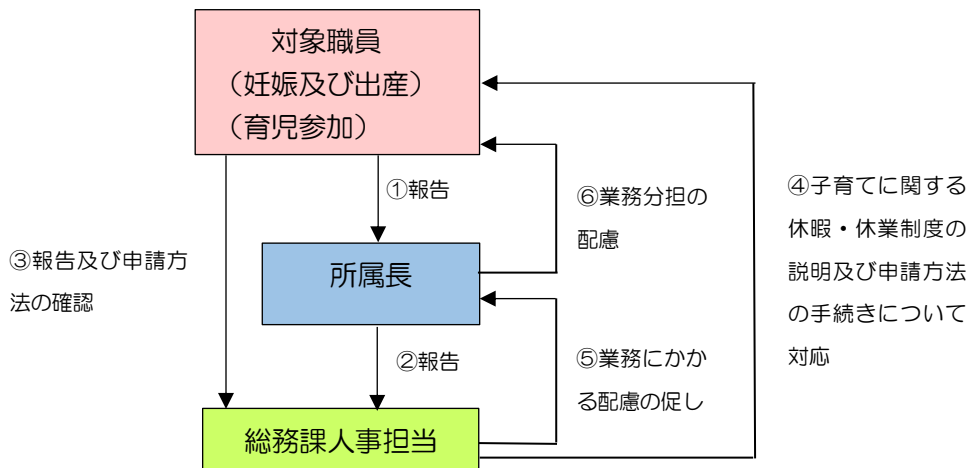 対象職員
（妊娠及び出産）
（育児参加）
①報告
⑥業務分担の
配慮
④子育てに関する
休暇・休業制度の
説明及び申請方法
の手続きについて
対応
③報告及び申請方
法の確認
所属長
②報告
⑤業務にかか
る配慮の促し
総務課人事担当